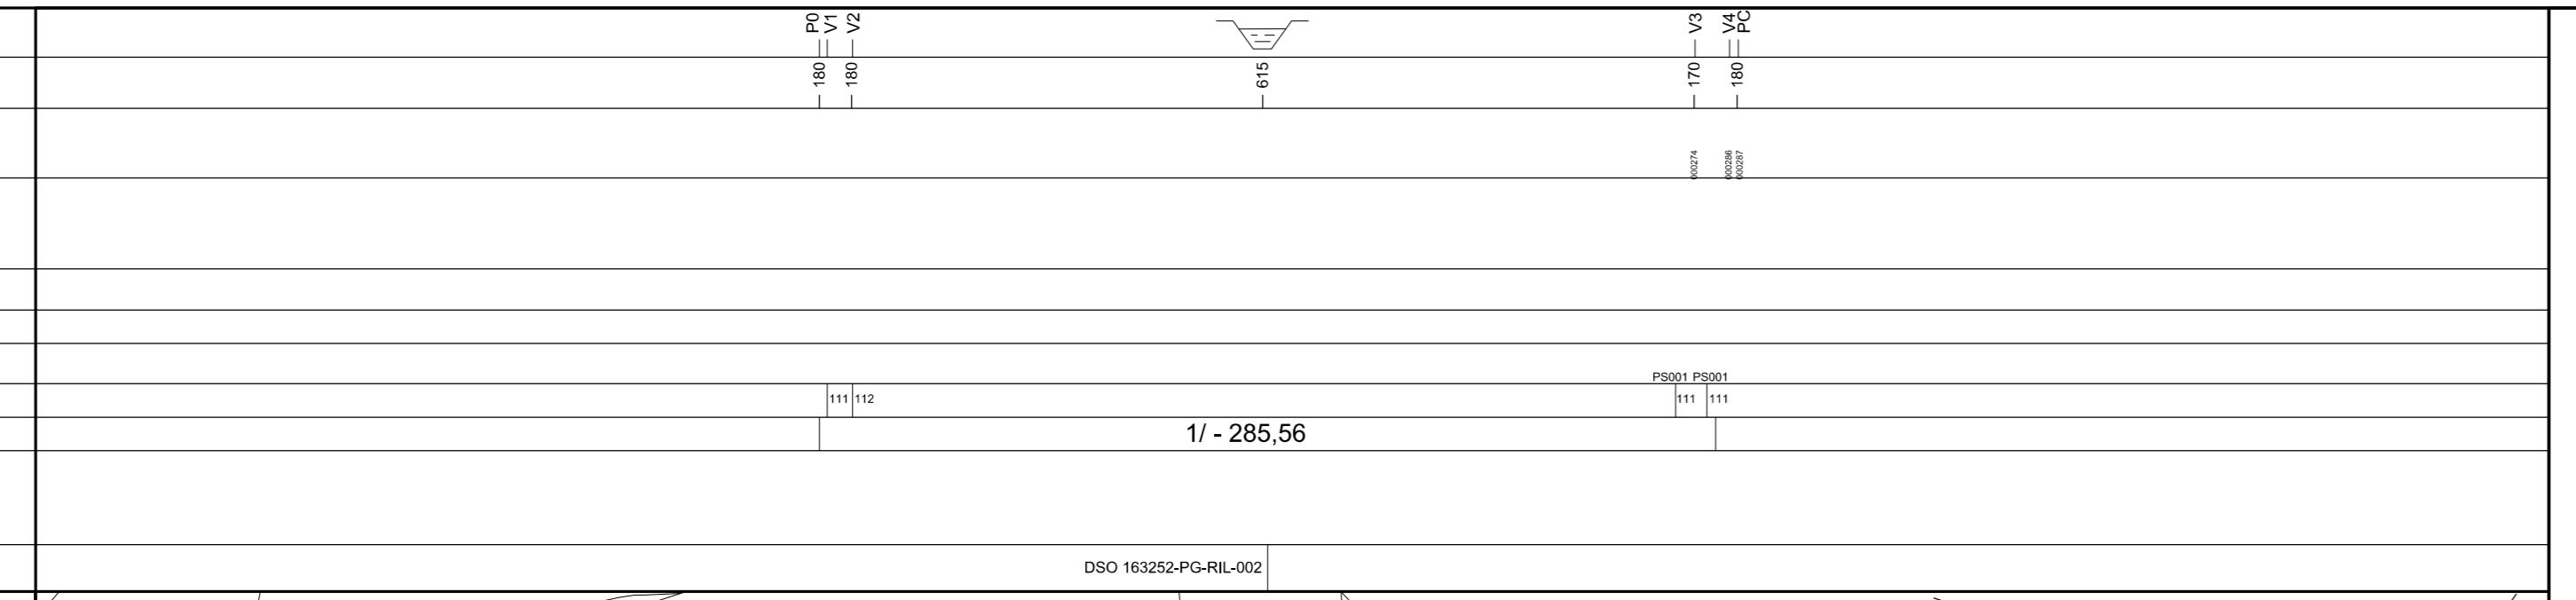 P0
V1
V2
V3
V4
PC
180
180
615
170
180
000274
000286
000287
PS001 PS001
111
112
111
111
1/ - 285,56
DSO 163252-PG-RIL-002